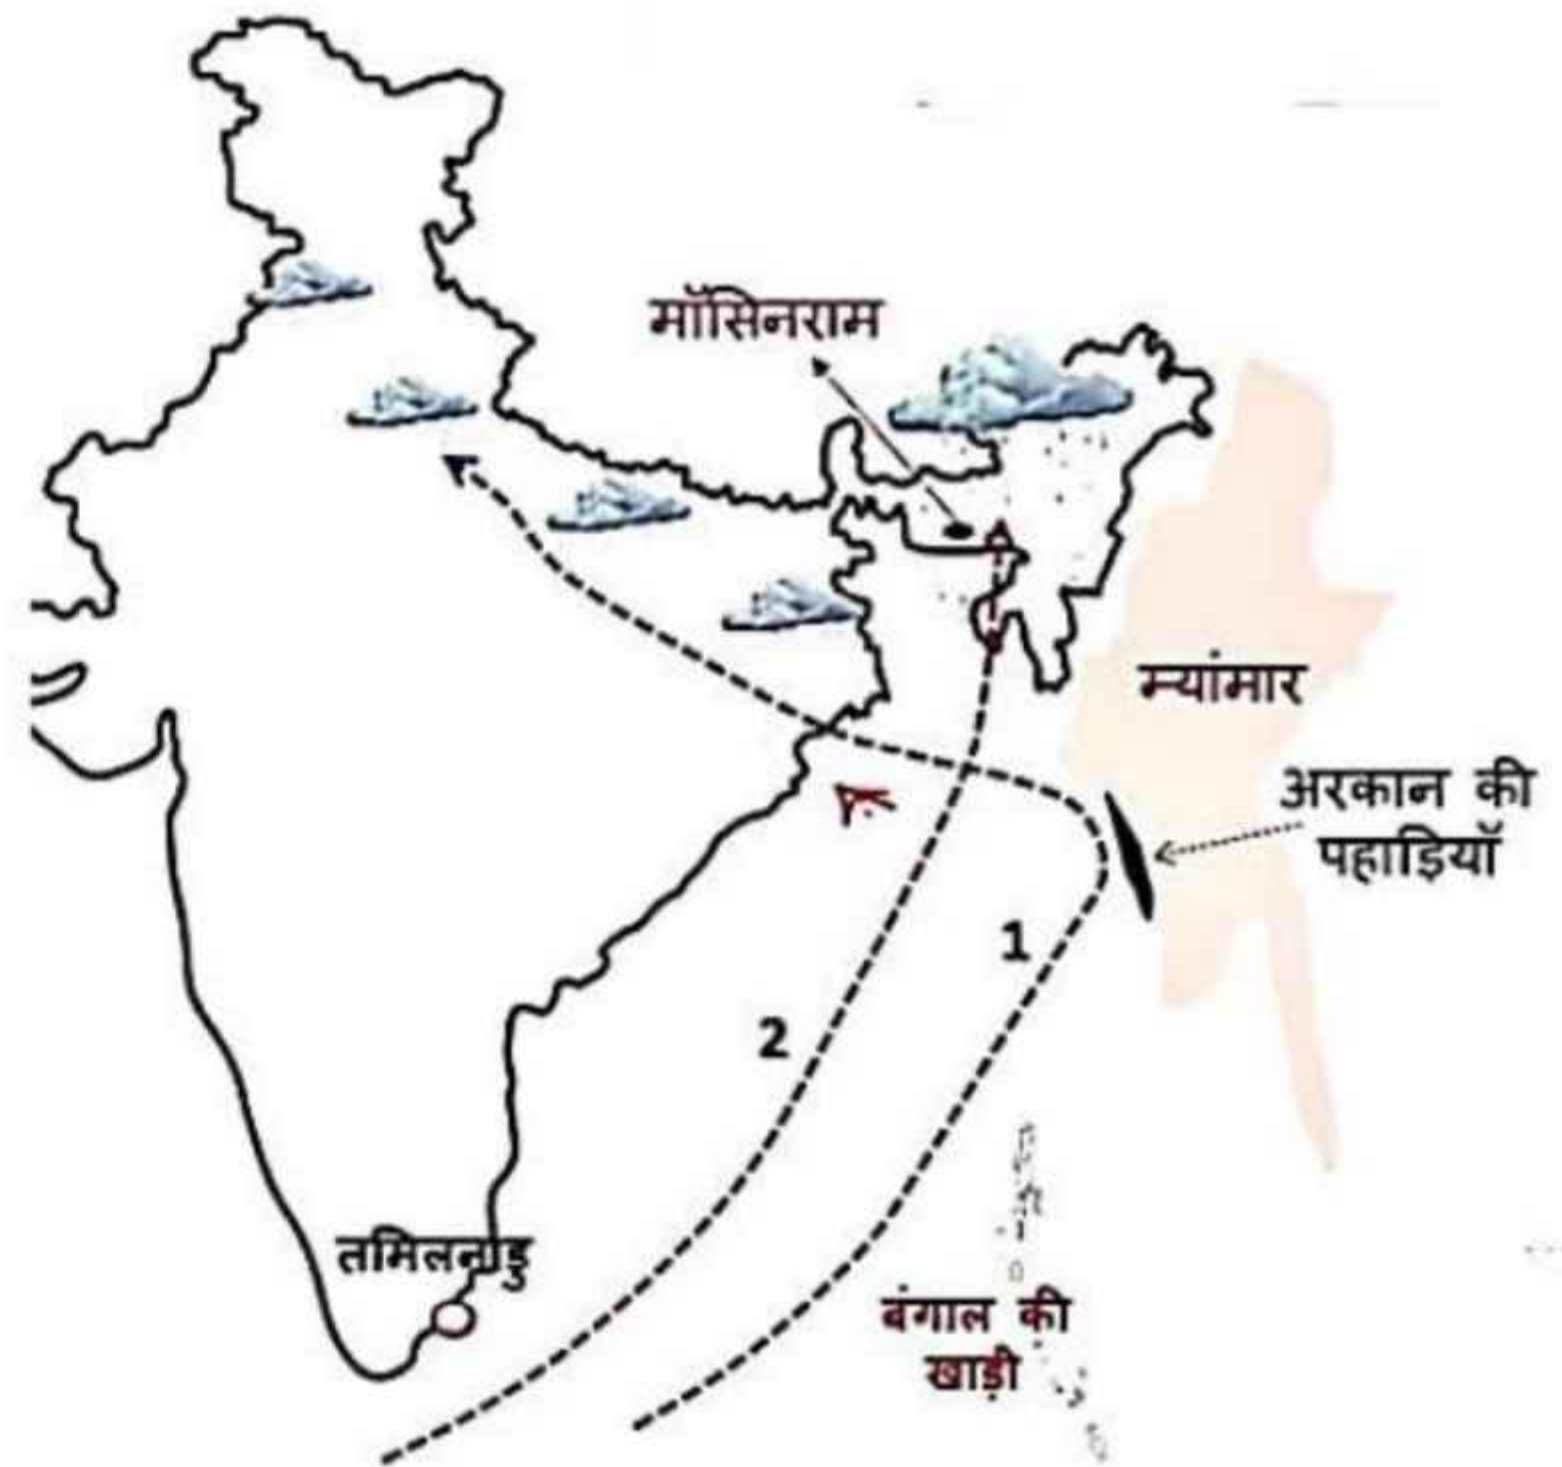 मॉसिनराम
म्यांमार
अरकान की
पहाडियॉ
1
2
तमिलनाडु
बंगाल की
खाड़ी